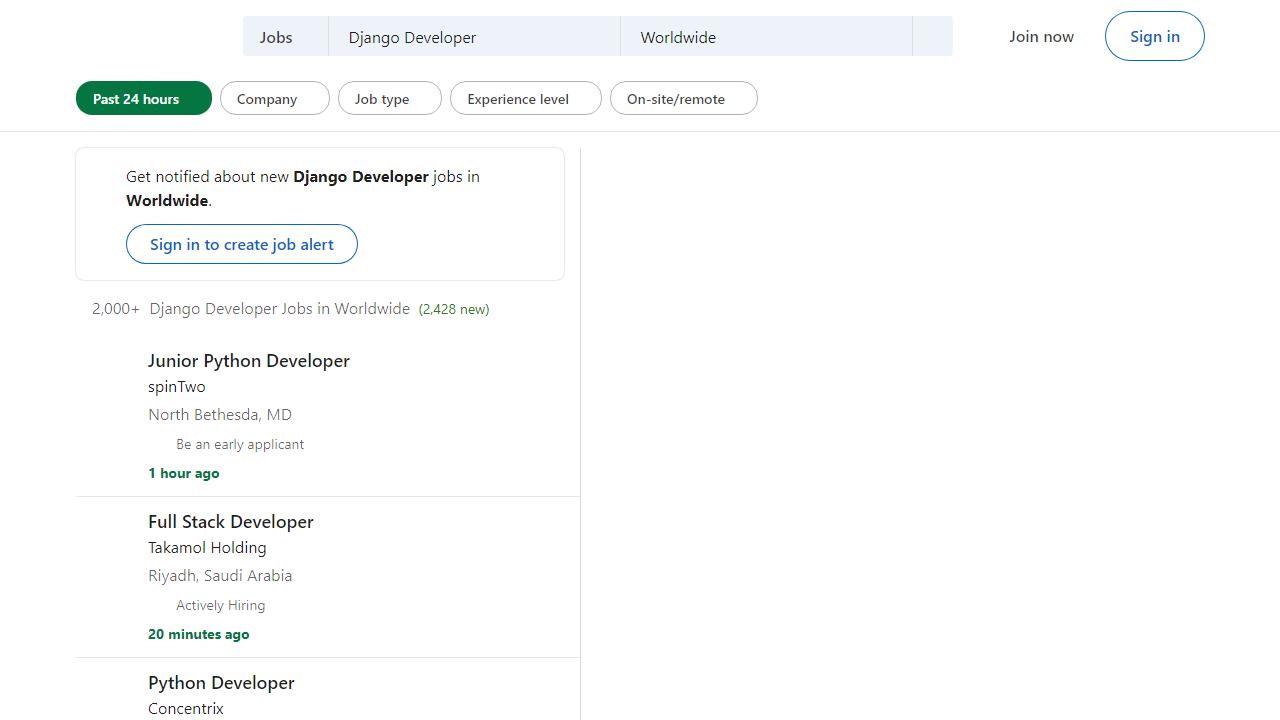 Jobs Django Developer Worldwide Join now Sign in
Past 24 hours Company Job type Experience level On-site/remote
Get notified about new Django Developer jobs in
Worldwide.
Sign in to create job alert
2,000+ Django Developer Jobs in Worldwide (2,428 new)
Junior Python Developer
spinTwo
North Bethesda, MD
Be an early applicant
1 hour ago
Full Stack Developer
Takamol Holding
Riyadh, Saudi Arabia
Actively Hiring
20 minutes ago
Python Developer
Concentrix